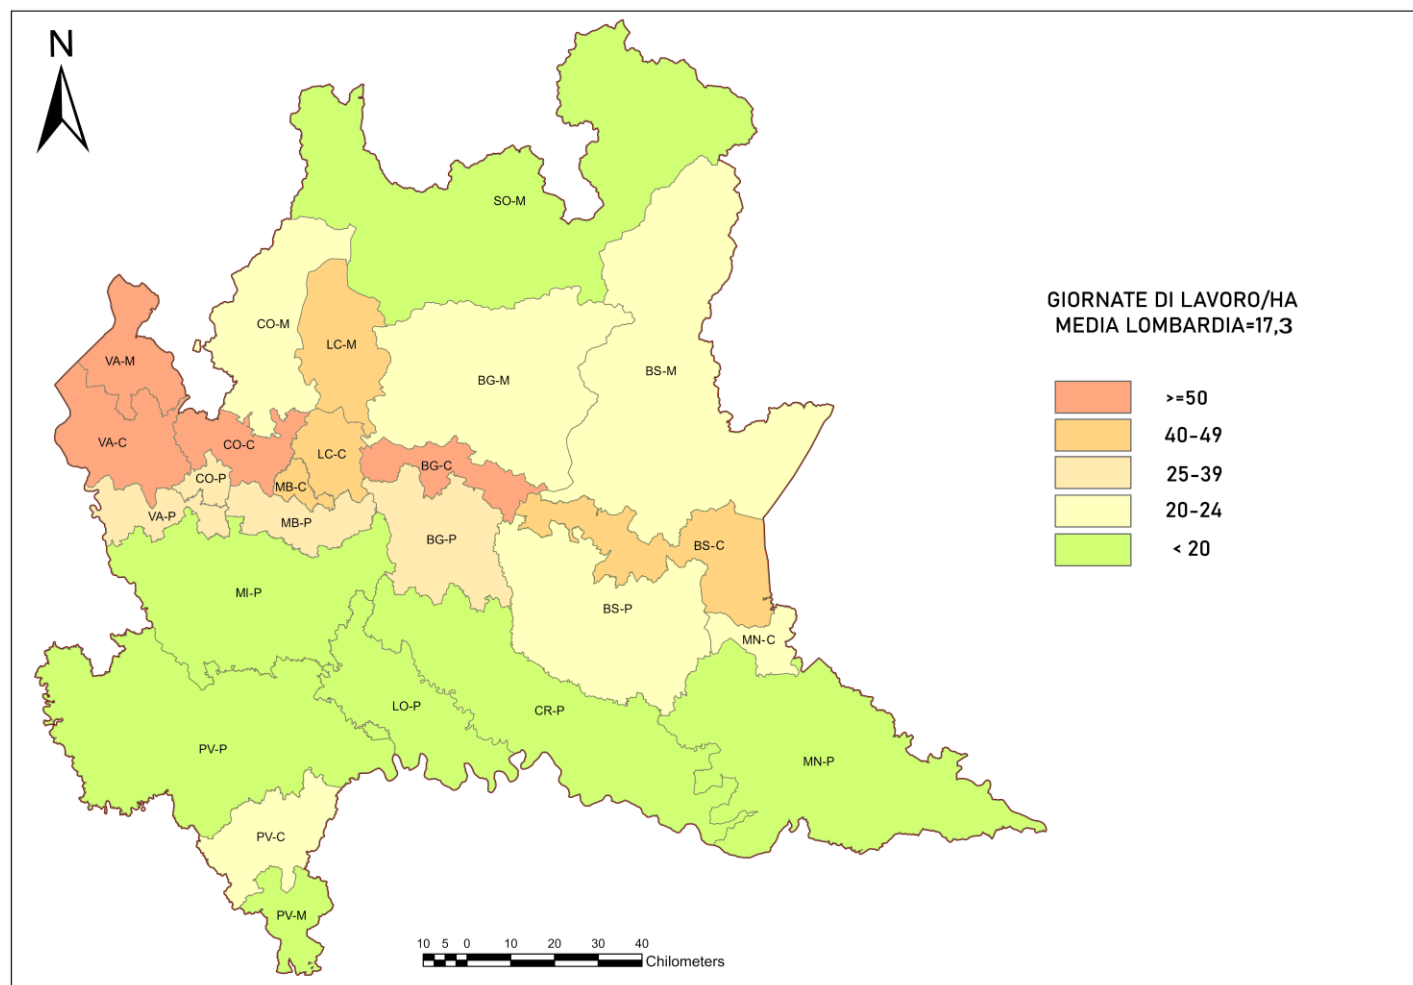 N
SO-M
CO-M
LC-M
VA-M
BG-M
BS-M
VA-C
CO-C
LC-C
BG-C
CO-P
MB-C
VA-P
MB-P
BG-P
BS-C
MI-P
BS-P
MN-C
LO-P
CR-P
PV-P
MN-P
PV-C
PV-M
GIORNATE DI LAVORO/HA
MEDIA LOMBARDIA=17,3
>=50
40-49
25-39
20-24
< 20
10 5 0 10 20 30 40
Chilometers